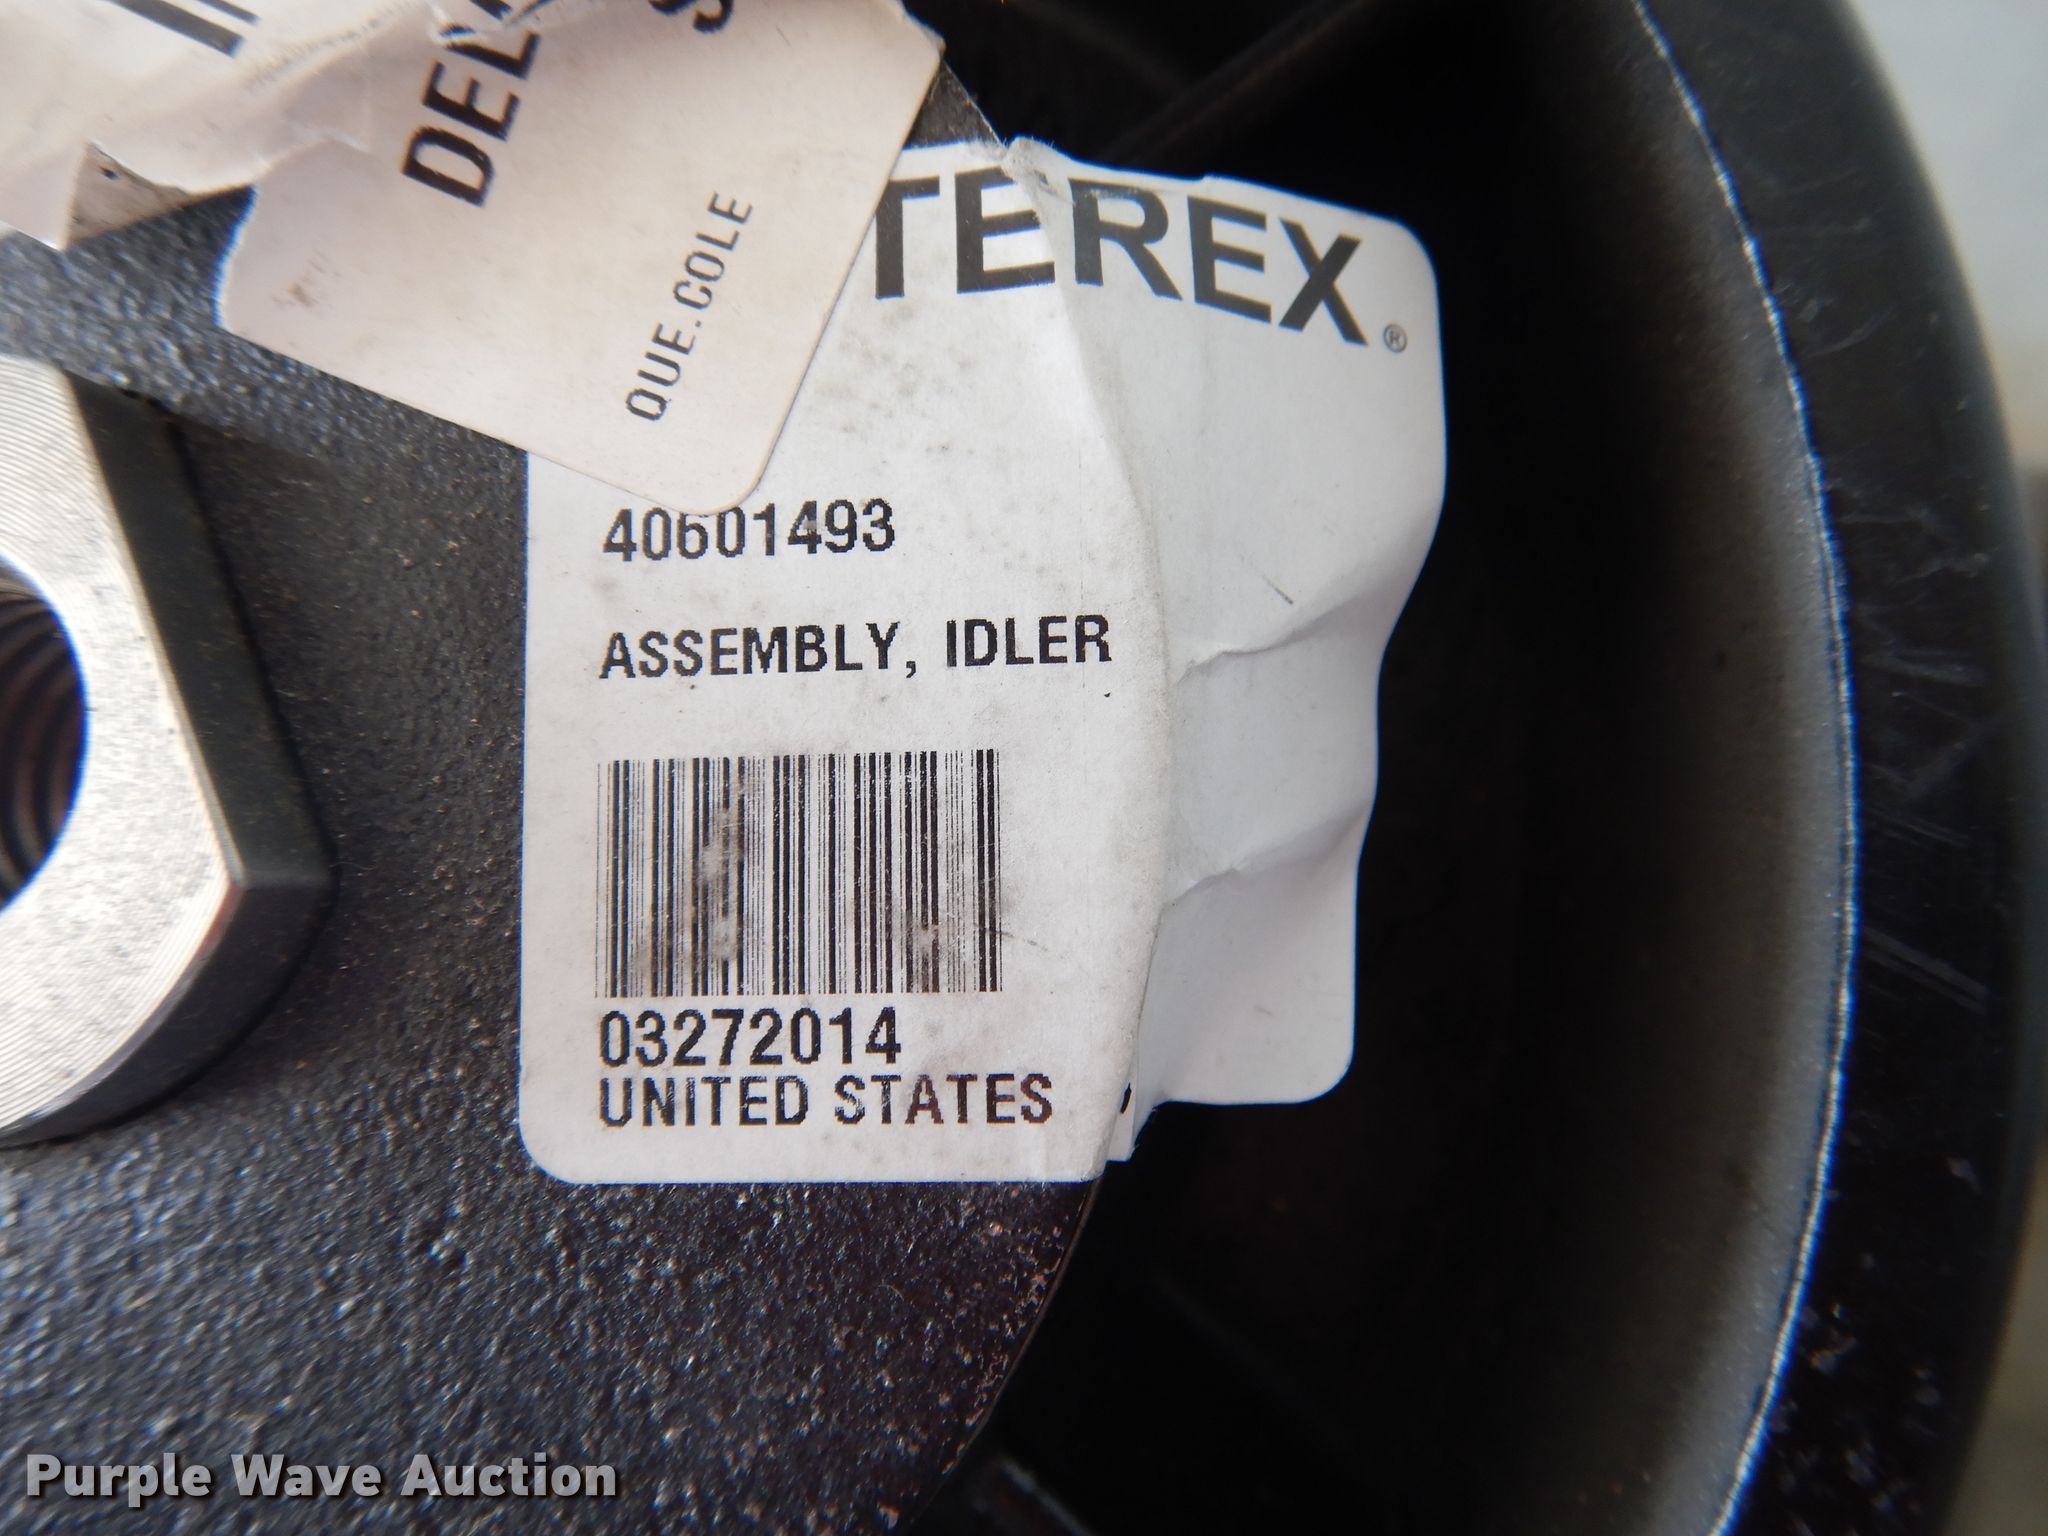 QUE.COLE
TEREX®
40601493
ASSEMBLY, IDLER
03272014
UNITED STATES
Purple Wave Auction